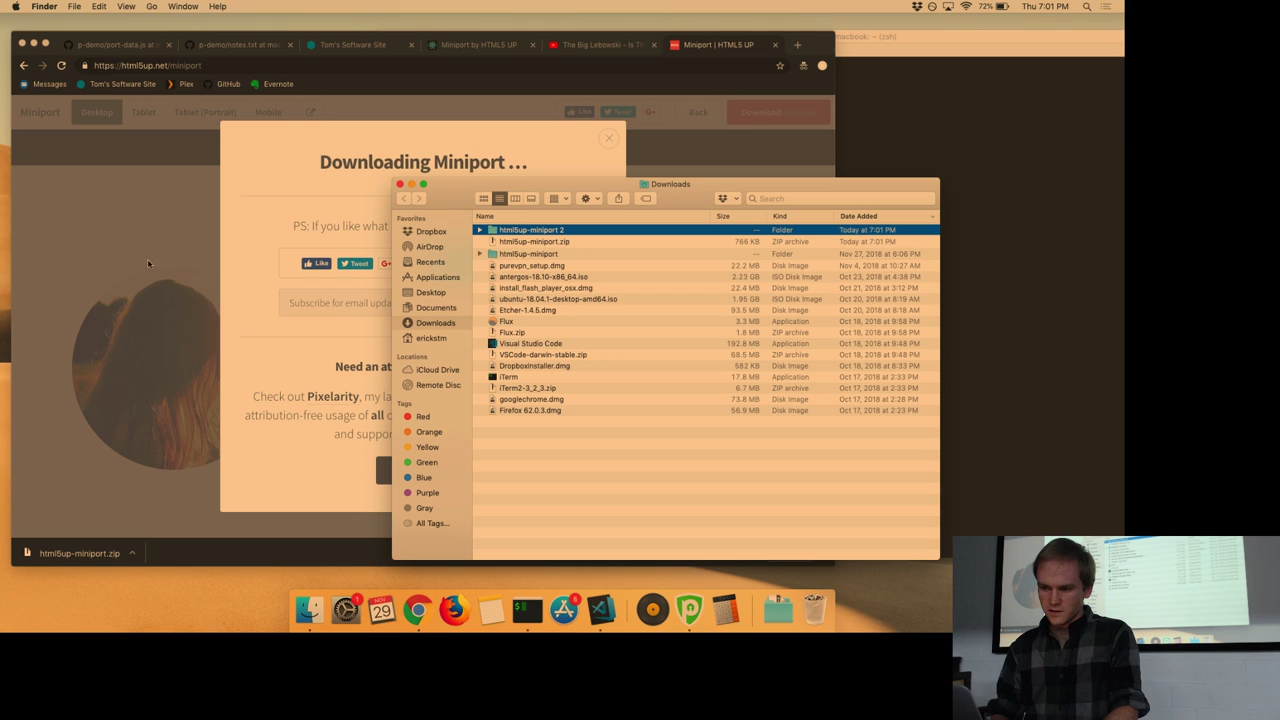 Finder File Edit View Go Window Help
72% Thu 7:01 PM
p-demo/port-data.js at
p-demo/notes.txt at mac
Tom's Software Site
Miniport by HTML5 UP
The Big Lebowski - Is Th
Miniport | HTML5 UP
macbook: ~ (zsh)
https://html5up.net/miniport
Messages Tom's Software Site Plex GitHub Evernote
Miniport Desktop Tablet Tablet (Portrait) Mobile Like Tweet G+ Back Download
Downloading Miniport ...
PS: If you like what
Like Tweet G+
Subscribe for email upda
Need an at
Check out Pixelarity, my la
attribution-free usage of all
and suppo
html5up-miniport.zip
Downloads
Search
Favorites
Dropbox
AirDrop
Recents
Applications
Desktop
Documents
Downloads
erickstm
Locations
iCloud Drive
Remote Disc
Tags
Red
Orange
Yellow
Green
Blue
Purple
Gray
All Tags...
Name Size Kind Date Added
html5up-miniport 2 -- Folder Today at 7:01 PM
html5up-miniport.zip 766 KB ZIP archive Today at 7:01 PM
html5up-miniport -- Folder Nov 27, 2018 at 6:06 PM
purevpn_setup.dmg 22.2 MB Disk Image Nov 4, 2018 at 10:27 AM
antergos-18.10-x86_64.iso 2.23 GB ISO Disk Image Oct 23, 2018 at 4:38 PM
install_flash_player_osx.dmg 22.4 MB Disk Image Oct 21, 2018 at 3:12 PM
ubuntu-18.04.1-desktop-amd64.iso 1.95 GB ISO Disk Image Oct 20, 2018 at 8:19 AM
Etcher-1.4.5.dmg 93.5 MB Disk Image Oct 20, 2018 at 8:18 AM
Flux 3.3 MB Application Oct 18, 2018 at 9:58 PM
Flux.zip 1.8 MB ZIP archive Oct 18, 2018 at 9:58 PM
Visual Studio Code 192.8 MB Application Oct 18, 2018 at 9:48 PM
VSCode-darwin-stable.zip 68.5 MB ZIP archive Oct 18, 2018 at 9:48 PM
DropboxInstaller.dmg 582 KB Disk Image Oct 18, 2018 at 8:33 PM
iTerm 17.8 MB Application Oct 17, 2018 at 2:33 PM
iTerm2-3_2_3.zip 6.7 MB ZIP archive Oct 17, 2018 at 2:33 PM
googlechrome.dmg 73.8 MB Disk Image Oct 17, 2018 at 2:28 PM
Firefox 62.0.3.dmg 56.9 MB Disk Image Oct 17, 2018 at 2:23 PM
1 NOV 29 6